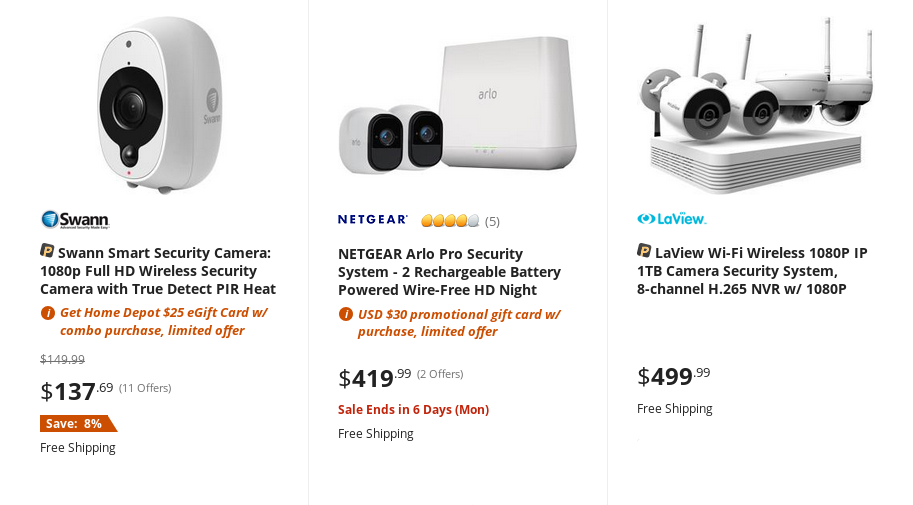 Swann
arlo
arlo
Swann
Advanced Security Made Easy
NETGEAR
(5)
LaView
P Swann Smart Security Camera:
1080p Full HD Wireless Security
Camera with True Detect PIR Heat
i Get Home Depot $25 eGift Card w/
combo purchase, limited offer
$149.99
$137.69 (11 Offers)
Save: 8%
Free Shipping
NETGEAR Arlo Pro Security
System - 2 Rechargeable Battery
Powered Wire-Free HD Night
i USD $30 promotional gift card w/
purchase, limited offer
$419.99 (2 Offers)
Sale Ends in 6 Days (Mon)
Free Shipping
P LaView Wi-Fi Wireless 1080P IP
1TB Camera Security System,
8-channel H.265 NVR w/ 1080P
$499.99
Free Shipping